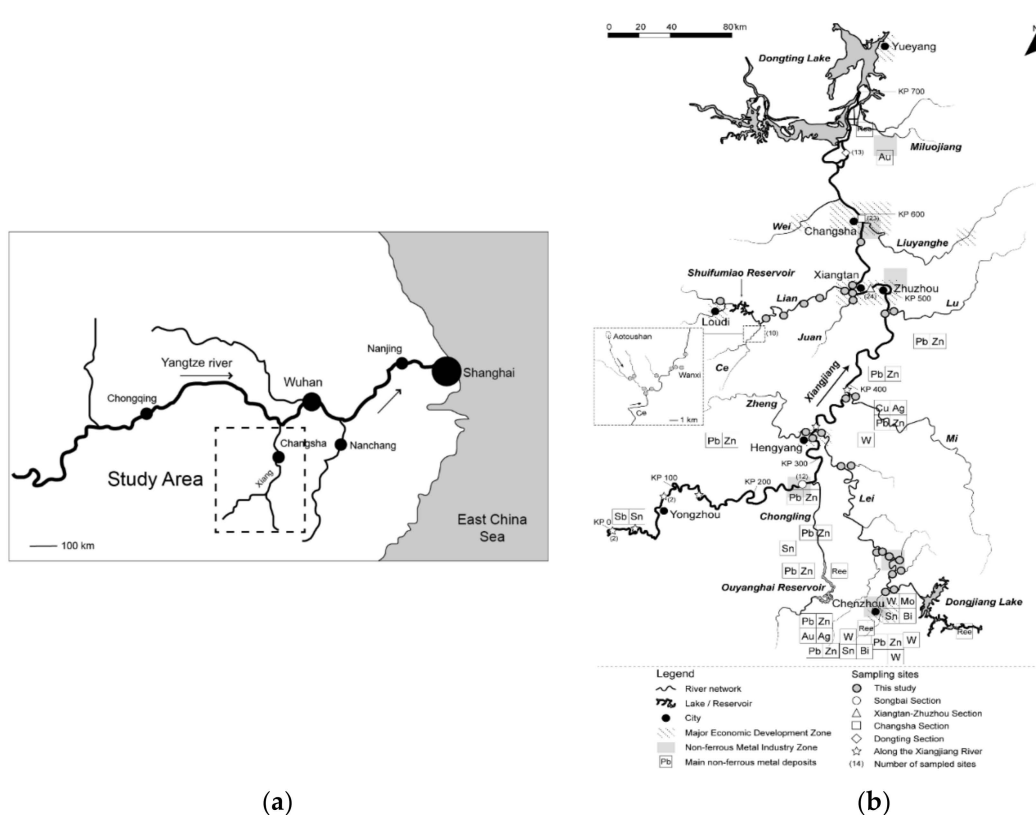 Yangtze river
Chongqing
Wuhan
Nanjing
Shanghai
Changsha
Nanchang
Xiang
Study Area
100 km
East China
Sea
(a)
0 20 40 80 km
Yueyang
Dongting Lake
KP 700
Ree
Miluojiang
(13)
Au
KP 600
Wei
(23)
Changsha
Liuyanghe
Shuifumiao Reservoir
Xiangtan
Zhuzhou
Lian
(24)
KP 500
Lu
Loudi
(10)
Juan
Pb Zn
Aotoushan
Wanxi
Ce
1 km
Ce
Xiangjiang
Pb Zn
KP 400
Zheng
Cu Ag
Pb Zn
Mi
Pb Zn
W
Hengyang
KP 300
(12)
Lei
KP 100
KP 200
(2)
Pb Zn
Yongzhou
Chongling
Sb Sn
KP 0
(2)
Pb Zn
Sn
Pb Zn
Ree
Ouyanghai Reservoir
Chenzhou
W Mo
Dongjiang Lake
Sn Bi
Pb Zn
Ree
Au Ag
W
Pb Zn
W
Ree
Pb Zn Sn Bi
W
Legend
River network
Lake / Reservoir
City
Major Economic Development Zone
Non-ferrous Metal Industry Zone
Pb Main non-ferrous metal deposits
Sampling sites
This study
Songbai Section
Xiangtan-Zhuzhou Section
Changsha Section
Dongting Section
Along the Xiangjiang River
(14) Number of sampled sites
(b)